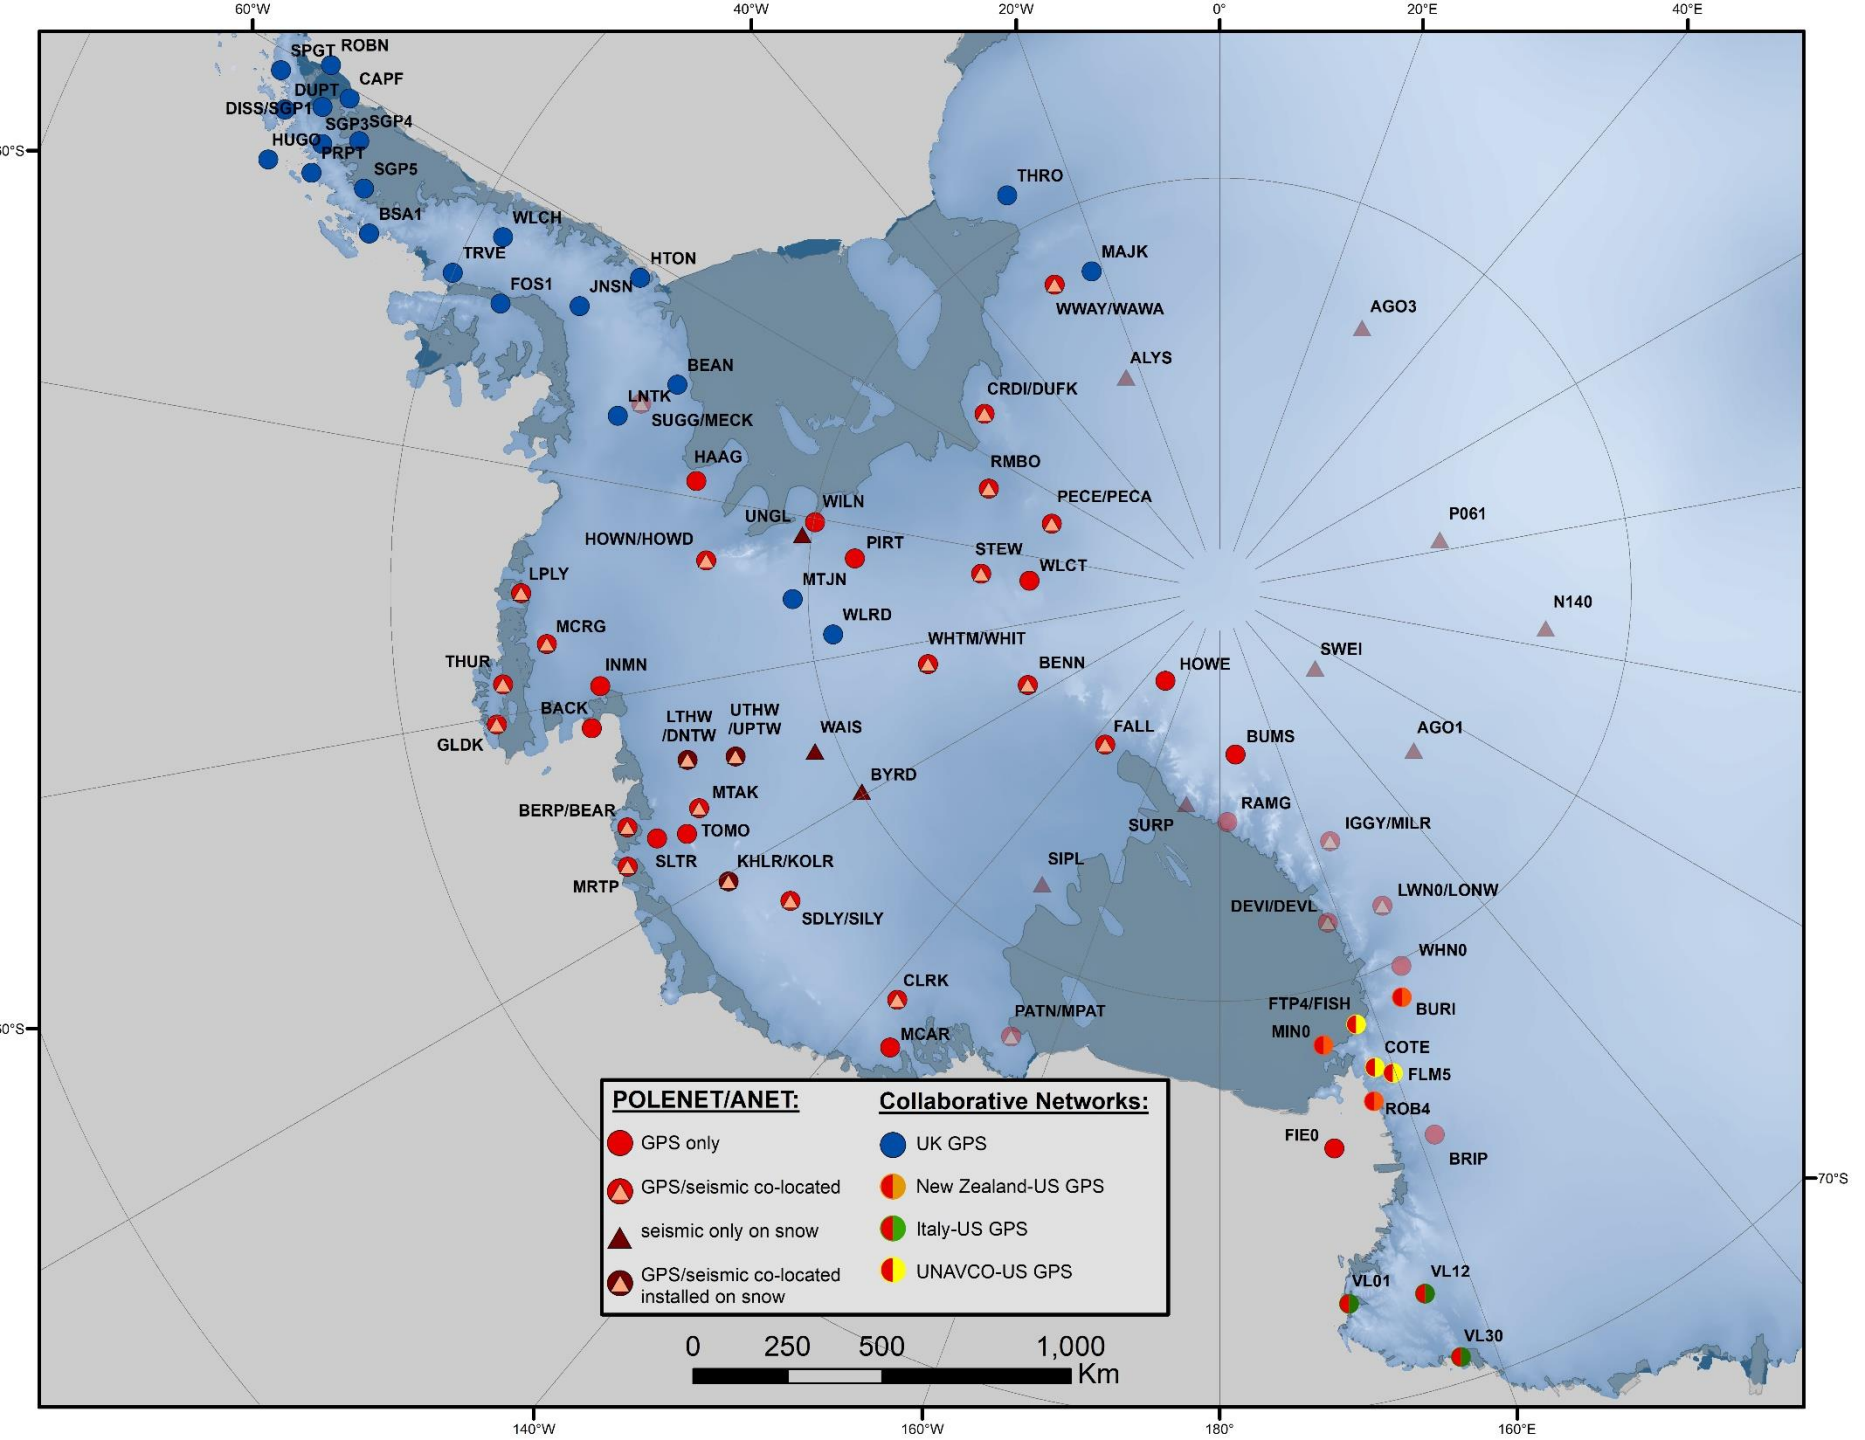 60°W
40°W
20°W
0°
20°E
40°E
SPGT
ROBN
CAPF
DUPT
DISS/SGP1
SGP3
SGP4
HUGO
PRPT
SGP5
BSA1
WLCH
TRVE
HTON
FOS1
JNSN
THRO
MAJK
WWAY/WAWA
AGO3
ALYS
BEAN
LNTK
SUGG/MECK
CRDI/DUFK
HAAG
RMBO
PECE/PECA
WILN
UNGL
P061
HOWN/HOWD
PIRT
STEW
WLCT
MTJN
LPLY
N140
WLRD
MCRG
WHTM/WHIT
SWEI
THUR
INMN
BENN
HOWE
BACK
GLDK
LTHW
/DNTW
UTHW
/UPTW
WAIS
FALL
BUMS
AGO1
BYRD
MTAK
BERP/BEAR
TOMO
SURP
RAMG
IGGY/MILR
SLTR
KHLR/KOLR
SIPL
MRTP
SDLY/SILY
DEVI/DEVL
LWN0/LONW
WHN0
CLRK
PATN/MPAT
FTP4/FISH
BURI
MIN0
MCAR
COTE
FLM5
ROB4
FIE0
BRIP
VL01
VL12
VL30
70°S
POLENET/ANET:
GPS only
GPS/seismic co-located
seismic only on snow
GPS/seismic co-located
installed on snow
Collaborative Networks:
UK GPS
New Zealand-US GPS
Italy-US GPS
UNAVCO-US GPS
0 250 500 1,000
Km
140°W
160°W
180°
160°E